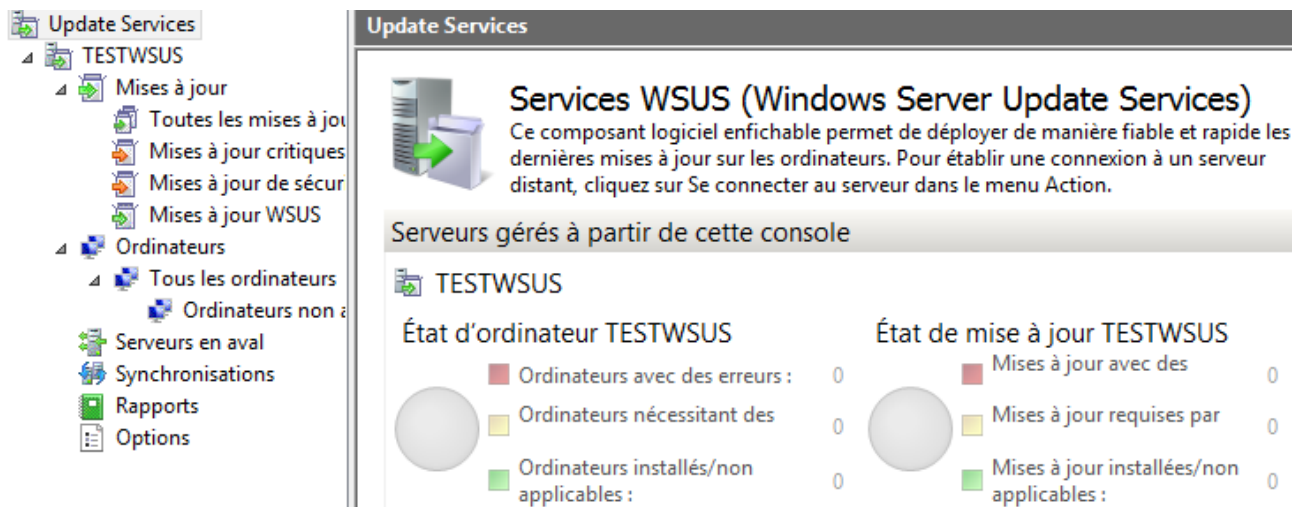 Update Services
TESTWSUS
Mises à jour
Toutes les mises à jou
Mises à jour critiques
Mises à jour de sécur
Mises à jour WSUS
Ordinateurs
Tous les ordinateurs
Ordinateurs non a
Serveurs en aval
Synchronisations
Rapports
Options
Update Services
Services WSUS (Windows Server Update Services)
Ce composant logiciel enfichable permet de déployer de manière fiable et rapide les
dernières mises à jour sur les ordinateurs. Pour établir une connexion à un serveur
distant, cliquez sur Se connecter au serveur dans le menu Action.
Serveurs gérés à partir de cette console
TESTWSUS
État d'ordinateur TESTWSUS
Ordinateurs avec des erreurs : 0
Ordinateurs nécessitant des 0
Ordinateurs installés/non
applicables : 0
État de mise à jour TESTWSUS
Mises à jour avec des 0
Mises à jour requises par 0
Mises à jour installées/non
applicables : 0